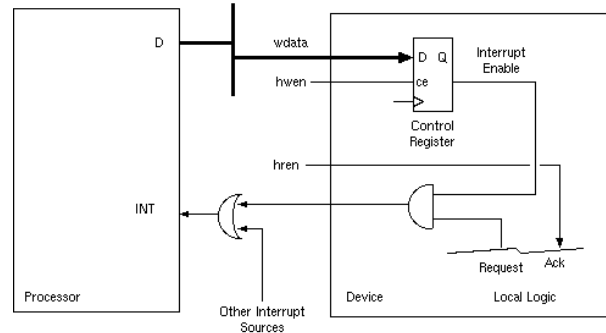 D
wdata
hwen
D Q
ce
Interrupt
Enable
Control
Register
hren
INT
Request
Ack
Processor
Other Interrupt
Sources
Device
Local Logic